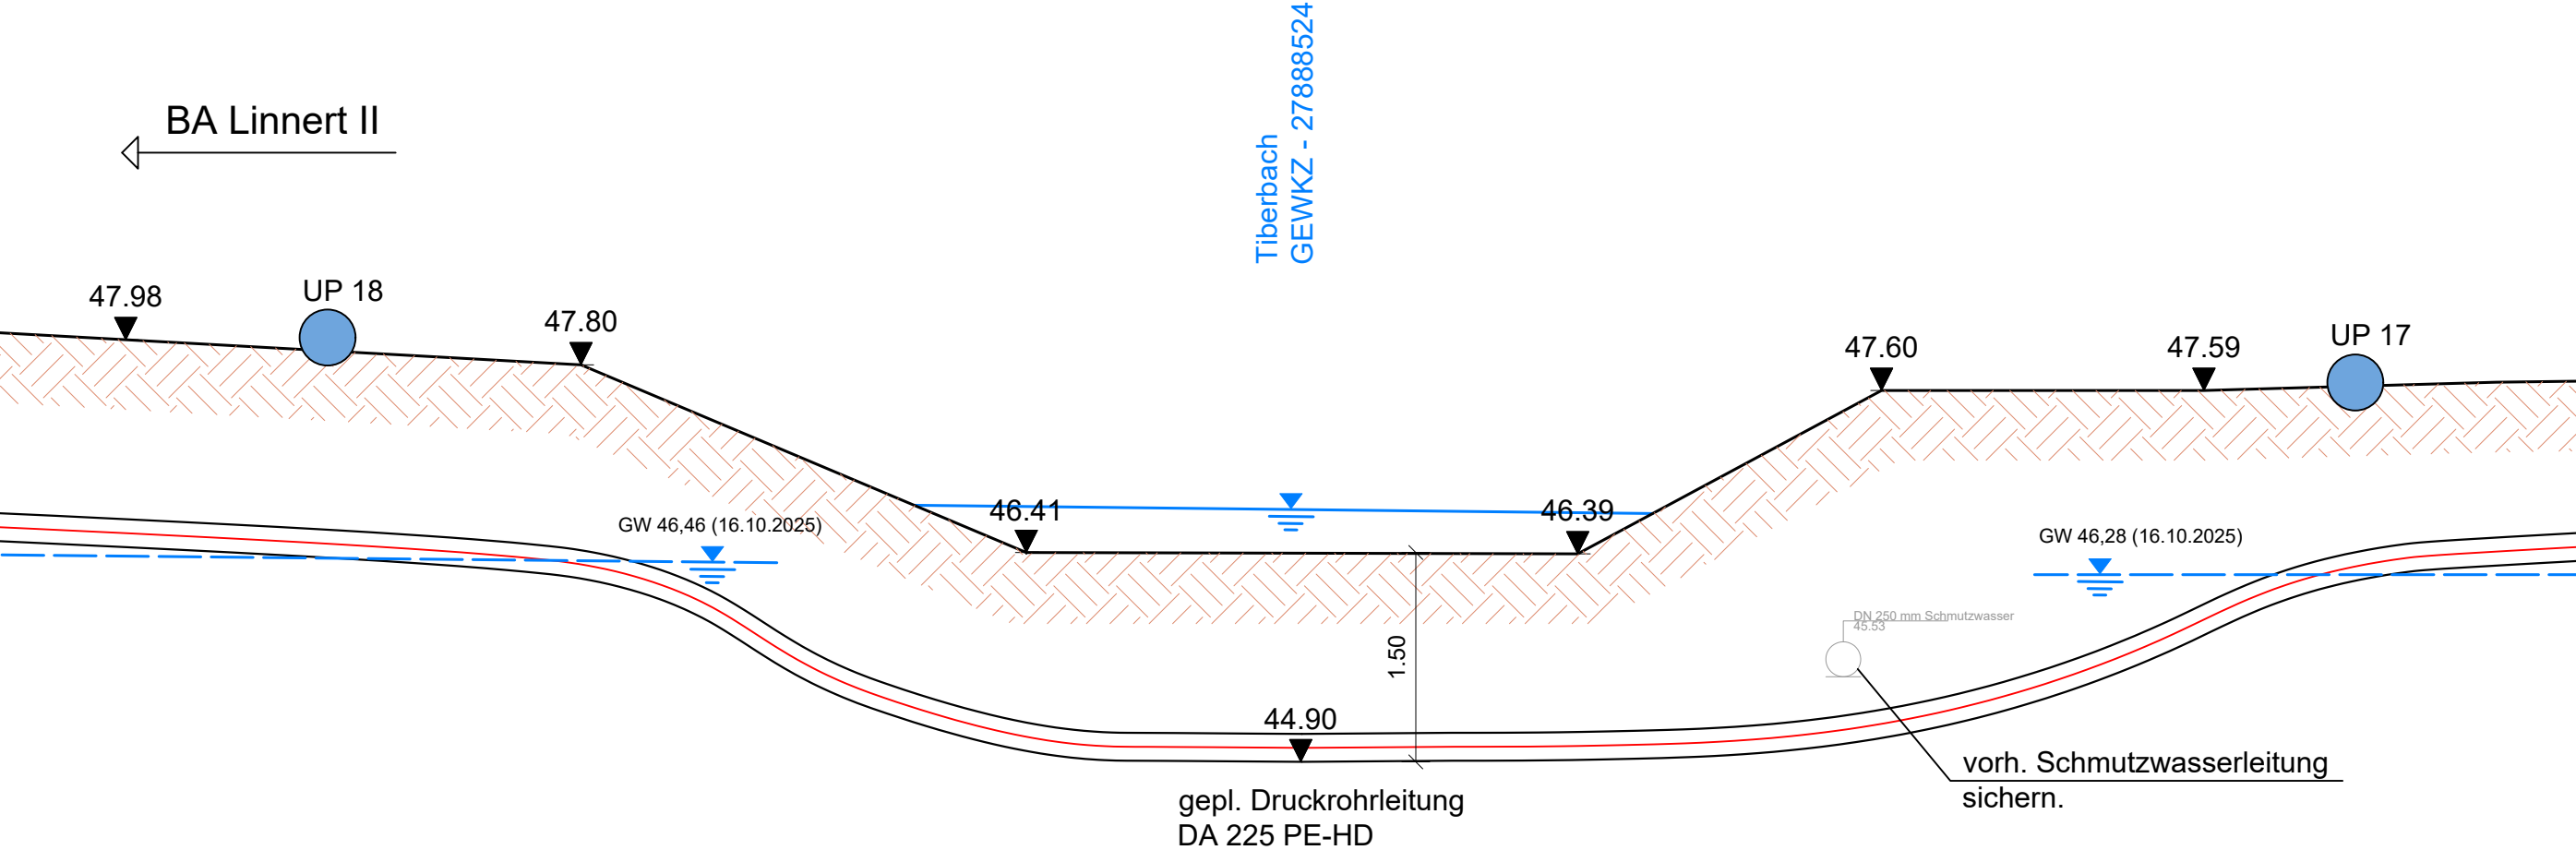 Tiberbach
GEWKZ - 278885524
BA Linnert II
47.98
UP 18
47.80
47.60
47.59
UP 17
46.41
46.39
GW 46,46 (16.10.2025)
GW 46,28 (16.10.2025)
DN 250 mm Schmutzwasser
45.53
1.50
44.90
vorh. Schmutzwasserleitung
sichern.
gepl. Druckrohrleitung
DA 225 PE-HD